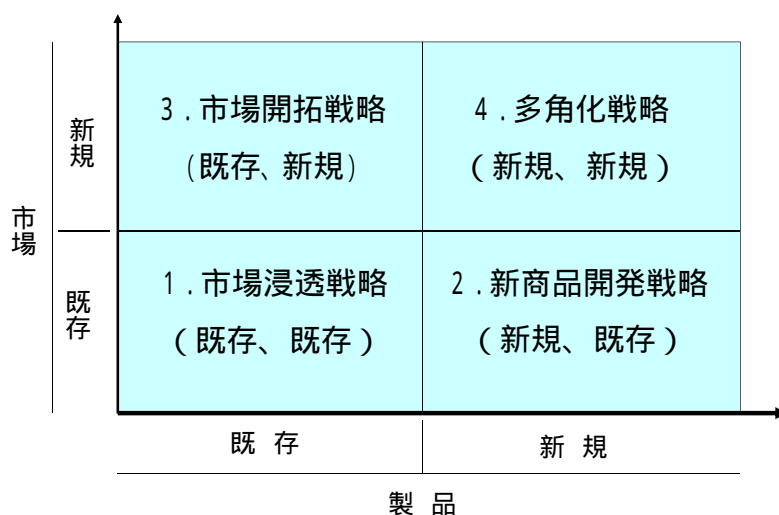 3．市場開拓戦略
(既存、新規)
4．多角化戦略
（新規、新規）
新規
市場
1．市場浸透戦略
（既存、既存）
2．新商品開発戦略
（新規、既存）
既存
既 存
新 規
製 品